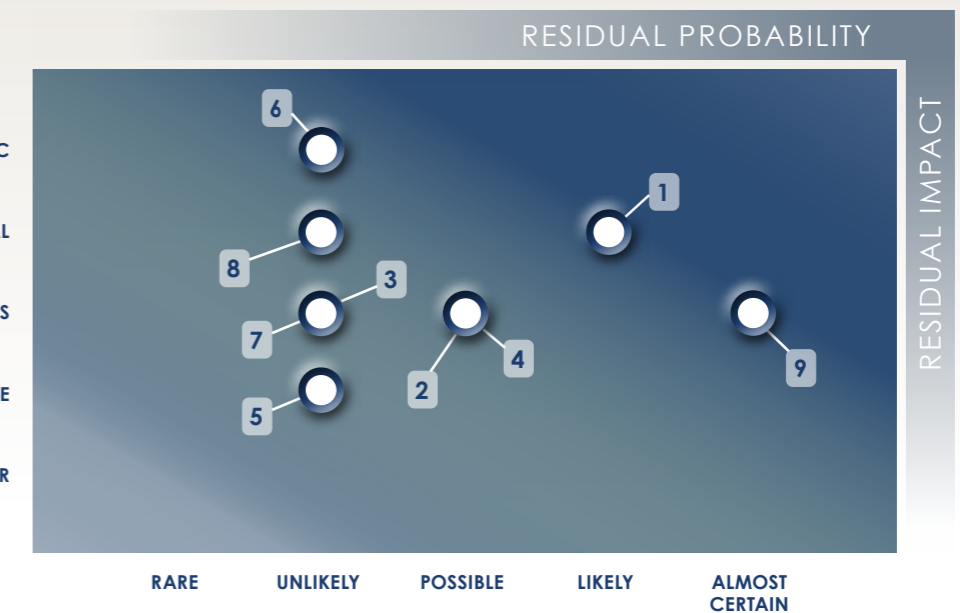 RESIDUAL PROBABILITY
RESIDUAL IMPACT
6
C
1
L
8
3
S
7
4
9
2
E
5
R
RARE
UNLIKELY
POSSIBLE
LIKELY
ALMOST
CERTAIN